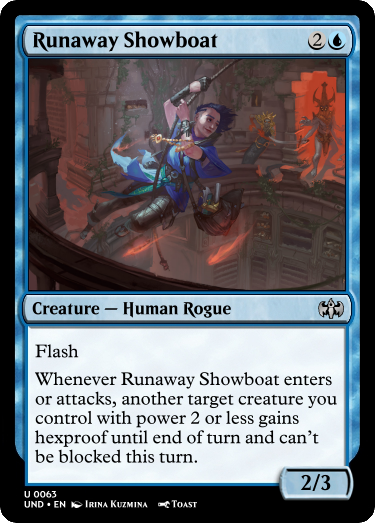 Runaway Showboat 2
Creature — Human Rogue
Flash
Whenever Runaway Showboat enters
or attacks, another target creature you
control with power 2 or less gains
hexproof until end of turn and can't
be blocked this turn.
2/3
U 0063
UND • EN Irina Kuzmina Toast